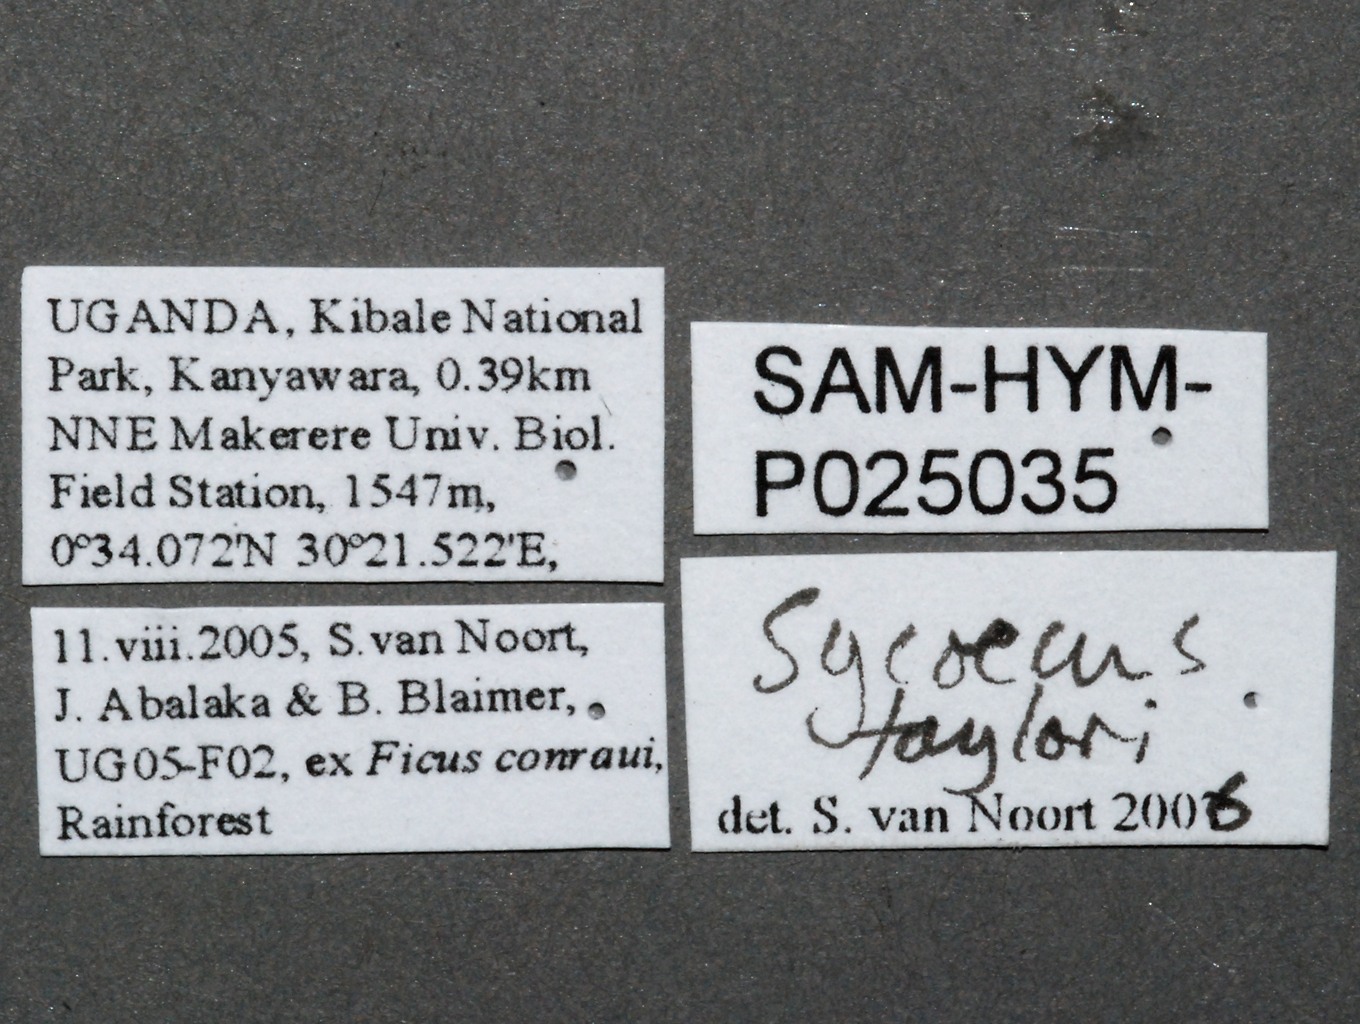 UGANDA, Kibale National
Park, Kanyawara, 0.39km
NNE Makerere Univ. Biol.
Field Station, 1547m,
0°34.072'N 30°21.522'E,
11.viii.2005, S. van Noort,
J. Abalaka & B. Blaimer,
UG05-F02, ex Ficus conraui,
Rainforest
SAM-HYM-
P025035
Sycoecus
taylori
det. S. van Noort 2006